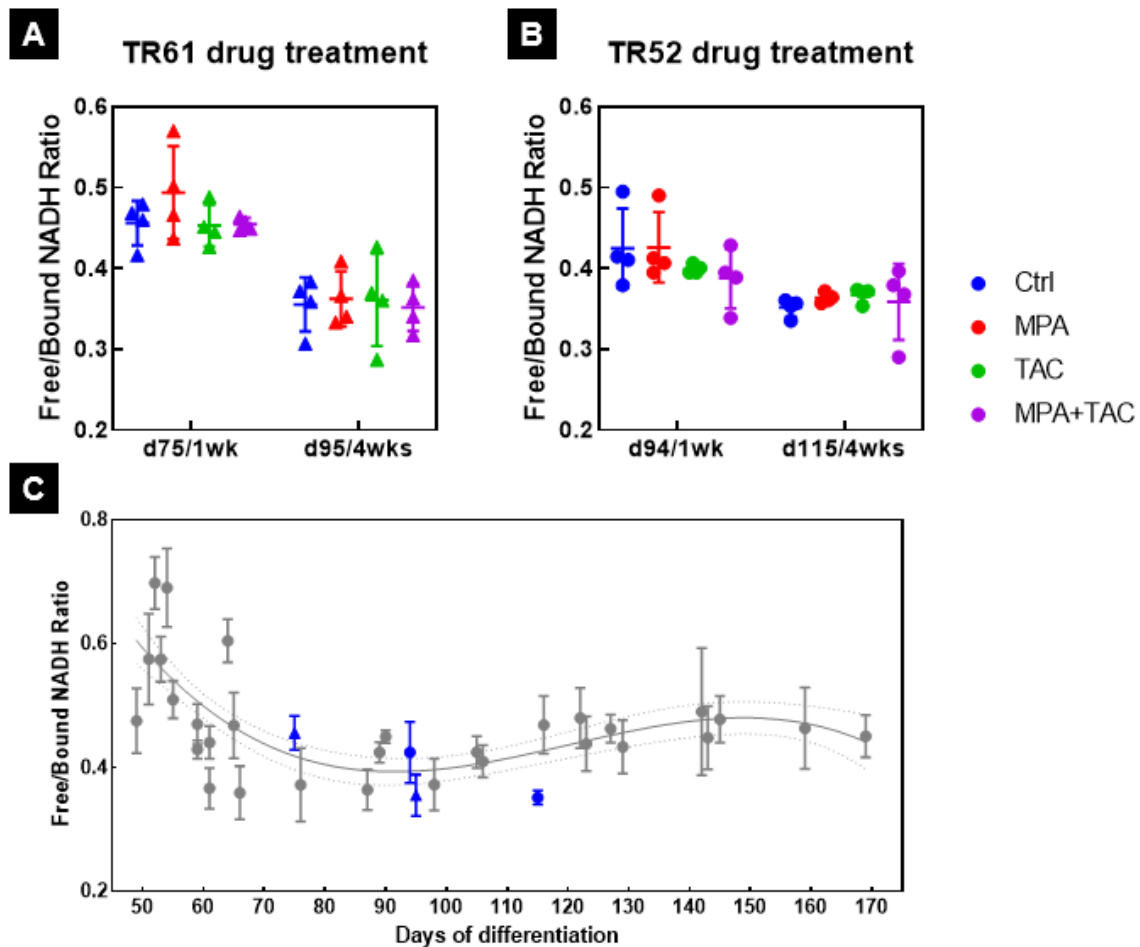 A
TR61 drug treatment
Free/Bound NADH Ratio
0.6
0.5
0.4
0.3
0.2
d75/1wk
d95/4wks
B
TR52 drug treatment
Free/Bound NADH Ratio
0.6
0.5
0.4
0.3
0.2
d94/1wk
d115/4wks
Ctrl
MPA
TAC
MPA+TAC
C
Free/Bound NADH Ratio
0.8
0.6
0.4
0.2
50 60 70 80 90 100 110 120 130 140 150 160 170
Days of differentiation